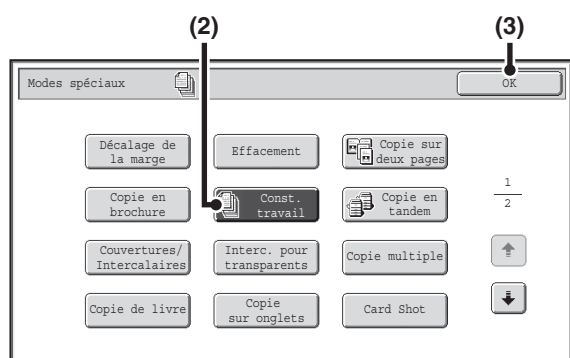 (2) (3)
Modes spéciaux OK
Décalage de
la marge
Effacement
Copie sur
deux pages
Copie en
brochure
Const.
travail
Copie en
tandem
1
2
Couvertures/
Intercalaires
Interc. pour
transparents
Copie multiple
Copie de livre
Copie
sur onglets
Card Shot